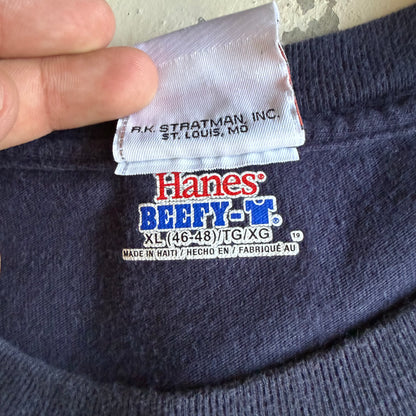 R.K. STRATMAN, INC.
ST. LOUIS, MO
Hanes®
BEEFY-T®
XL (46-48)/TG/XG
19
MADE IN HAITI / HECHO EN / FABRIQUÉ AU